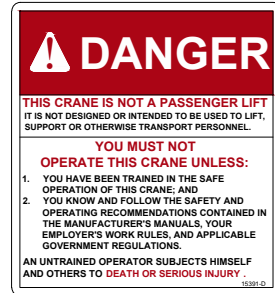 DANGER
THIS CRANE IS NOT A PASSENGER LIFT
IT IS NOT DESIGNED OR INTENDED TO BE USED TO LIFT,
SUPPORT OR OTHERWISE TRANSPORT PERSONNEL.
YOU MUST NOT
OPERATE THIS CRANE UNLESS:
1. YOU HAVE BEEN TRAINED IN THE SAFE
OPERATION OF THIS CRANE; AND
2. YOU KNOW AND FOLLOW THE SAFETY AND
OPERATING RECOMMENDATIONS CONTAINED IN
THE MANUFACTURER'S MANUALS, YOUR
EMPLOYER'S WORK RULES, AND APPLICABLE
GOVERNMENT REGULATIONS.
AN UNTRAINED OPERATOR SUBJECTS HIMSELF
AND OTHERS TO DEATH OR SERIOUS INJURY .
15391-D